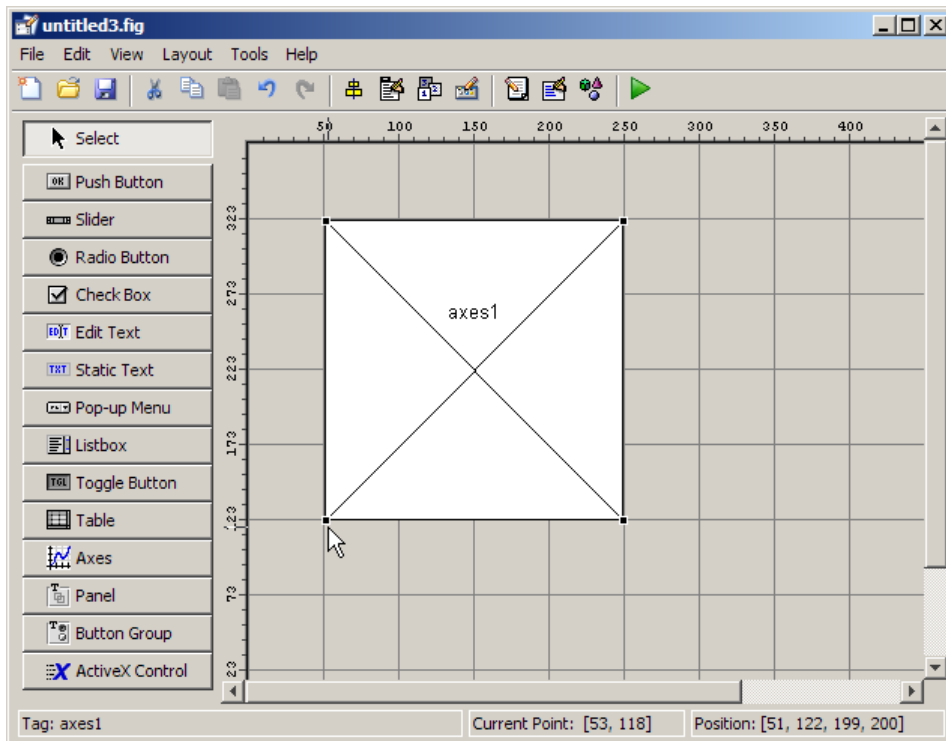 untitled3.fig
File Edit View Layout Tools Help
Select
Push Button
Slider
Radio Button
Check Box
Edit Text
Static Text
Pop-up Menu
Listbox
Toggle Button
Table
Axes
Panel
Button Group
ActiveX Control
50 100 150 200 250 300 350 400
323
273
223
173
123
73
23
axes1
Tag: axes1
Current Point: [53, 118]
Position: [51, 122, 199, 200]